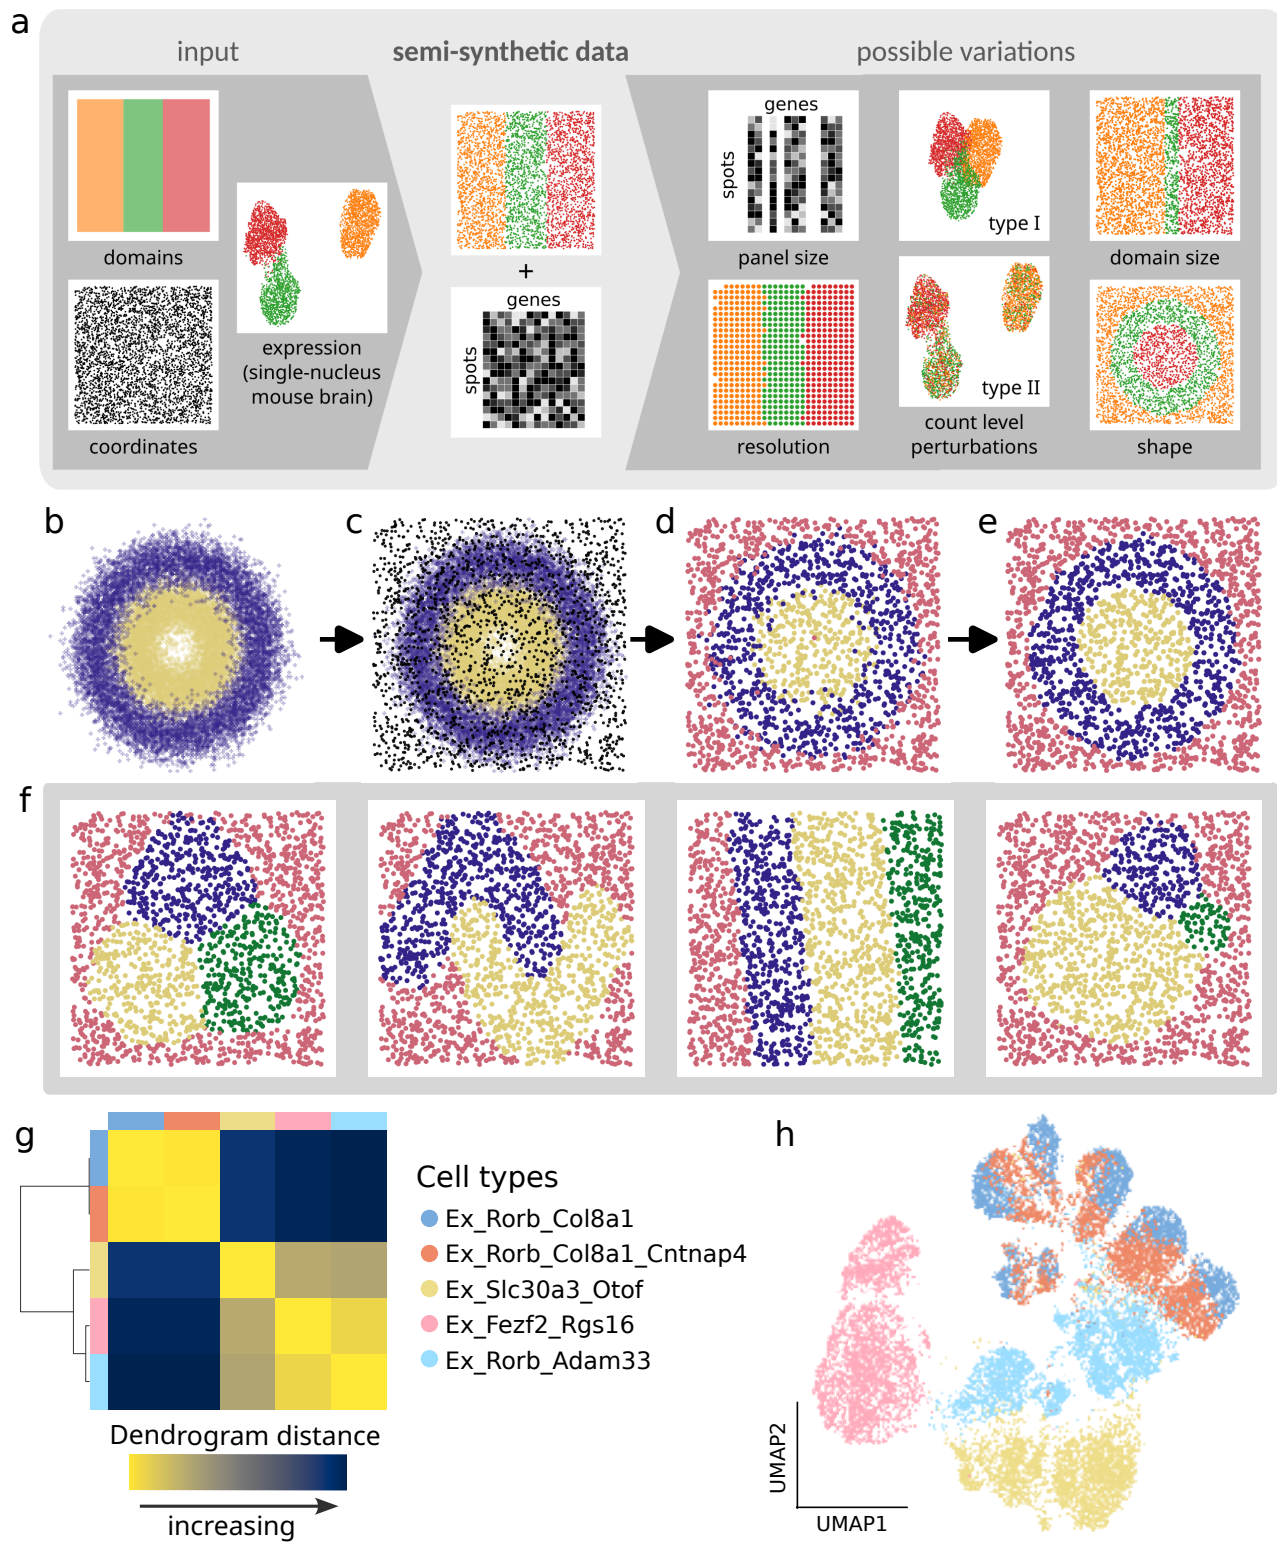 a
input
semi-synthetic data
possible variations
domains
coordinates
expression
(single-nucleus
mouse brain)
+
genes
spots
genes
spots
panel size
resolution
type I
type II
count level
perturbations
domain size
shape
b
c
d
e
f
g
Cell types
Ex_Rorb_Col8a1
Ex_Rorb_Col8a1_Cntnap4
Ex_Slc30a3_Otof
Ex_Fezf2_Rgs16
Ex_Rorb_Adam33
Dendrogram distance
increasing
h
UMAP2
UMAP1